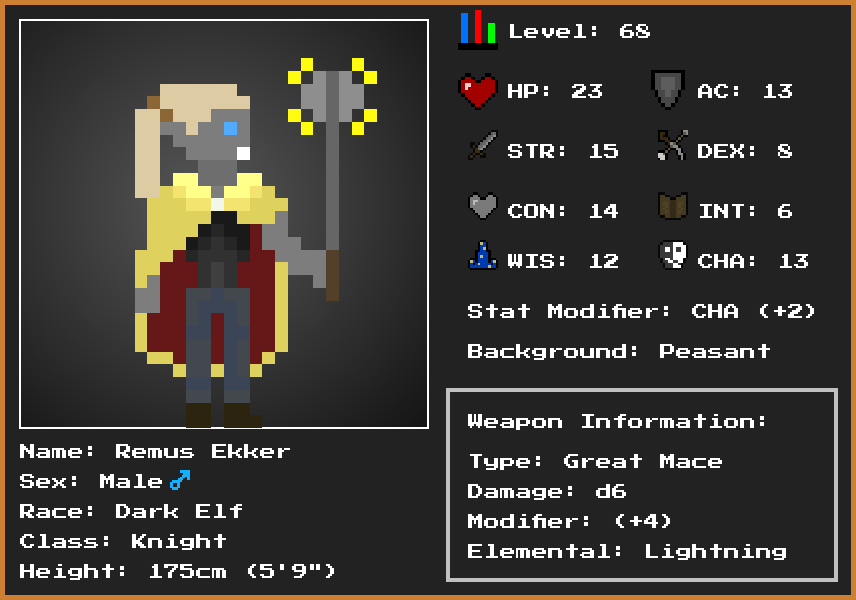 Level: 68
HP: 23
AC: 13
STR: 15
DEX: 8
CON: 14
INT: 6
WIS: 12
CHA: 13
Stat Modifier: CHA (+2)
Background: Peasant
Weapon Information:
Type: Great Mace
Damage: d6
Modifier: (+4)
Elemental: Lightning
Name: Remus Ekker
Sex: Male ♂
Race: Dark Elf
Class: Knight
Height: 175cm (5'9")